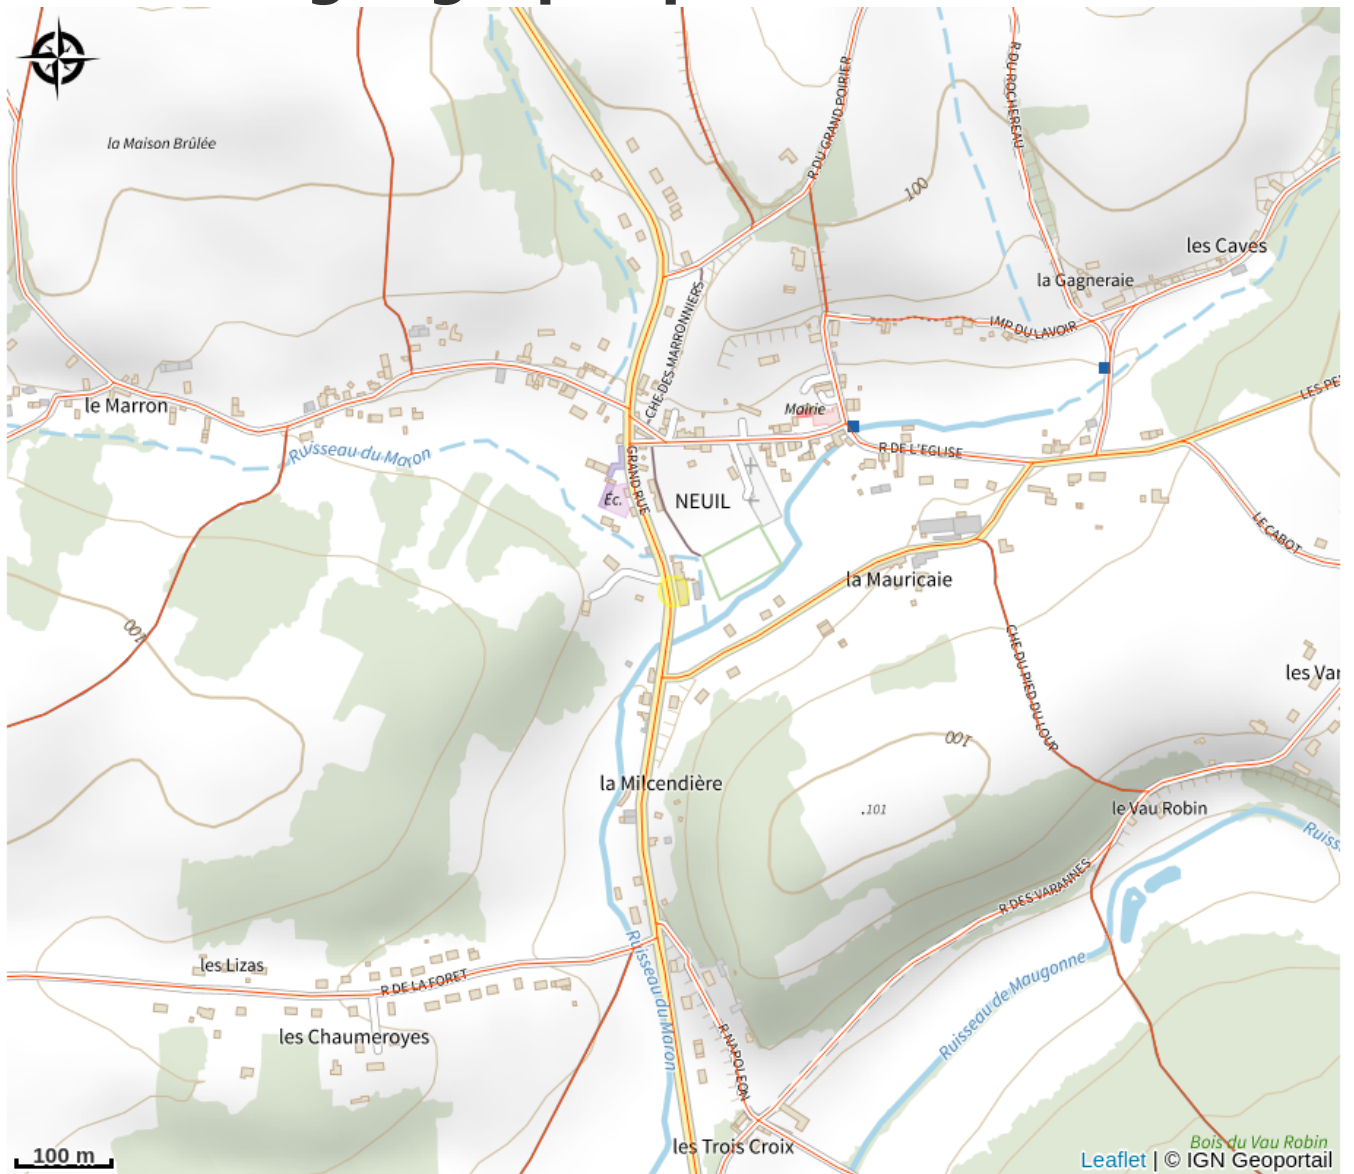 R DU GRAND POIRIER
R DU ROCHEREAU
la Maison Brûlée
100
les Caves
la Gagneraie
CHE DES MARRONNIERS
IMP DU LAVOIR
LES PE
le Marron
Mairie
Ruisseau du Maron
GRAND RUE
R DE L'EGLISE
Éc.
NEUIL
LE CABOT
la Mauricaie
100
CHE DU PIED DU LOUP
les Var
100
la Milcendière
.101
le Vau Robin
Ruiss
R DES VARANNES
les Lizas
R DE LA FORET
Ruisseau du Maron
Ruisseau de Maugonne
les Chaumeroyes
R NAPOLEON
les Trois Croix
Bois du Vau Robin
100 m
Leaflet | © IGN Geoportail